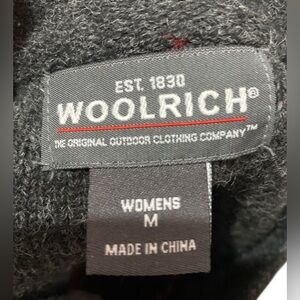 EST. 1830
WOOLRICH®
THE ORIGINAL OUTDOOR CLOTHING COMPANY™
WOMENS
M
MADE IN CHINA